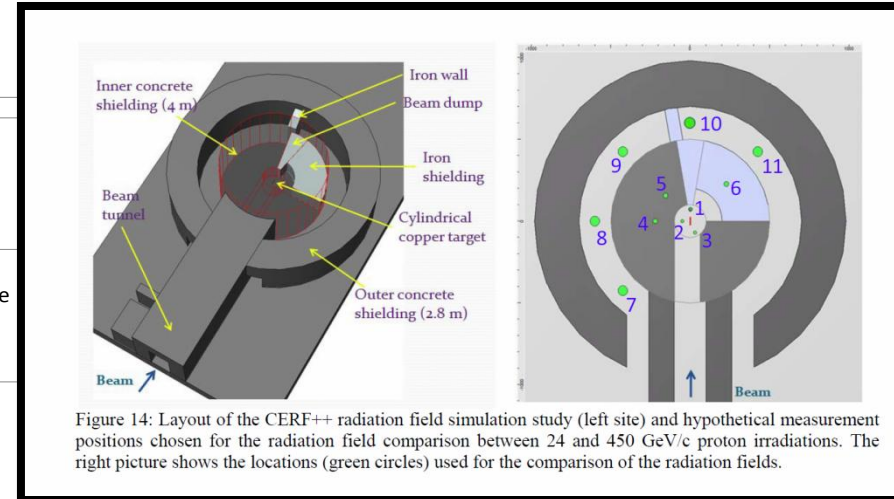 e
Inner concrete
shielding (4 m)
Iron wall
Beam dump
Iron
shielding
Beam
tunnel
Cylindrical
copper target
Outer concrete
shielding (2.8 m)
Beam
10
9
11
5
6
1
4
2
3
8
7
Beam
Figure 14: Layout of the CERF++ radiation field simulation study (left site) and hypothetical measurement
positions chosen for the radiation field comparison between 24 and 450 GeV/c proton irradiations. The
right picture shows the locations (green circles) used for the comparison of the radiation fields.